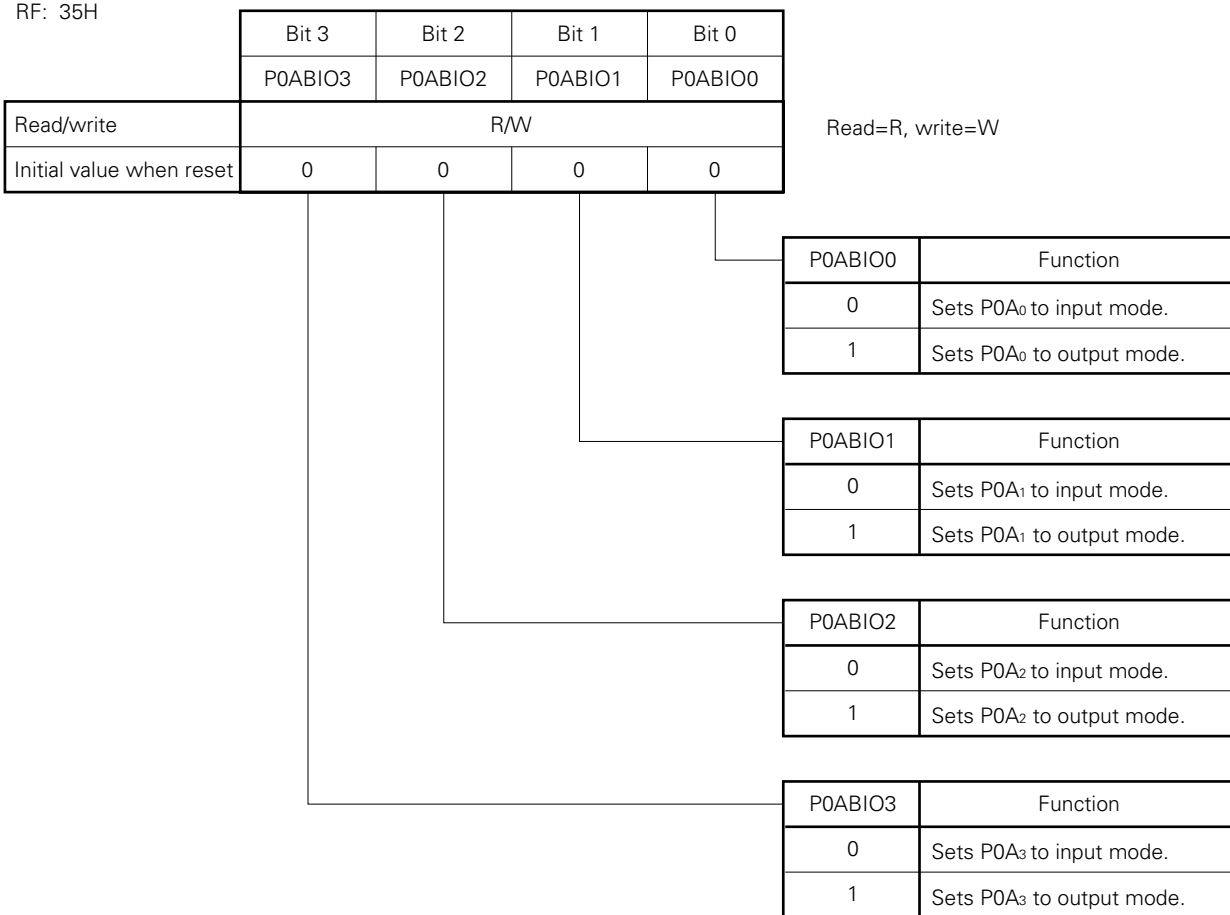 RF: 35H
Bit 3 Bit 2 Bit 1 Bit 0
P0ABIO3 P0ABIO2 P0ABIO1 P0ABIO0
Read/write R/W Read=R, write=W
Initial value when reset 0 0 0 0
P0ABIO0 Function
0 Sets P0A₀ to input mode.
1 Sets P0A₀ to output mode.
P0ABIO1 Function
0 Sets P0A₁ to input mode.
1 Sets P0A₁ to output mode.
P0ABIO2 Function
0 Sets P0A₂ to input mode.
1 Sets P0A₂ to output mode.
P0ABIO3 Function
0 Sets P0A₃ to input mode.
1 Sets P0A₃ to output mode.